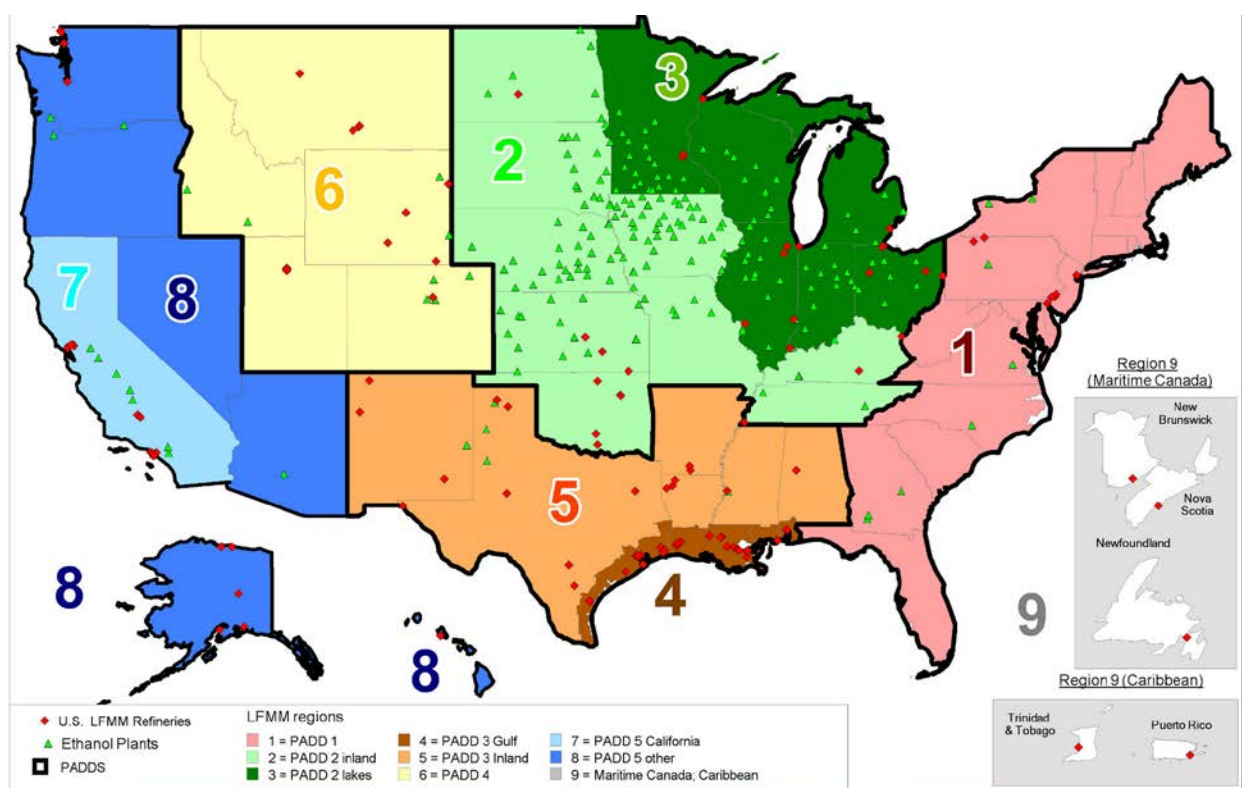 3
2
6
7
8
1
5
4
8
8
9
Region 9
(Maritime Canada)
New
Brunswick
Nova
Scotia
Newfoundland
Region 9 (Caribbean)
Trinidad
& Tobago
Puerto Rico
U.S. LFMM Refineries
Ethanol Plants
PADDS
LFMM regions
1 = PADD 1
2 = PADD 2 inland
3 = PADD 2 lakes
4 = PADD 3 Gulf
5 = PADD 3 Inland
6 = PADD 4
7 = PADD 5 California
8 = PADD 5 other
9 = Maritime Canada; Caribbean